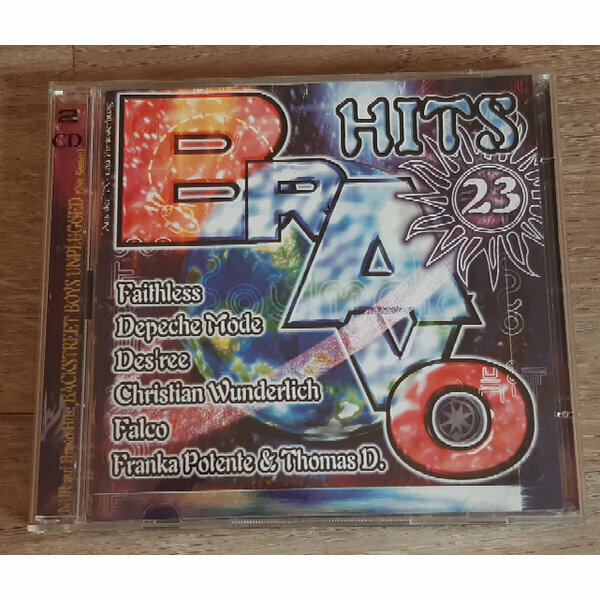 BRAVO
HITS
23
Faithless
Depeche Mode
Des'ree
Christian Wunderlich
Falco
Franka Potente & Thomas D.
2
CD
BACKSTREET BOYS UNPLUGGED